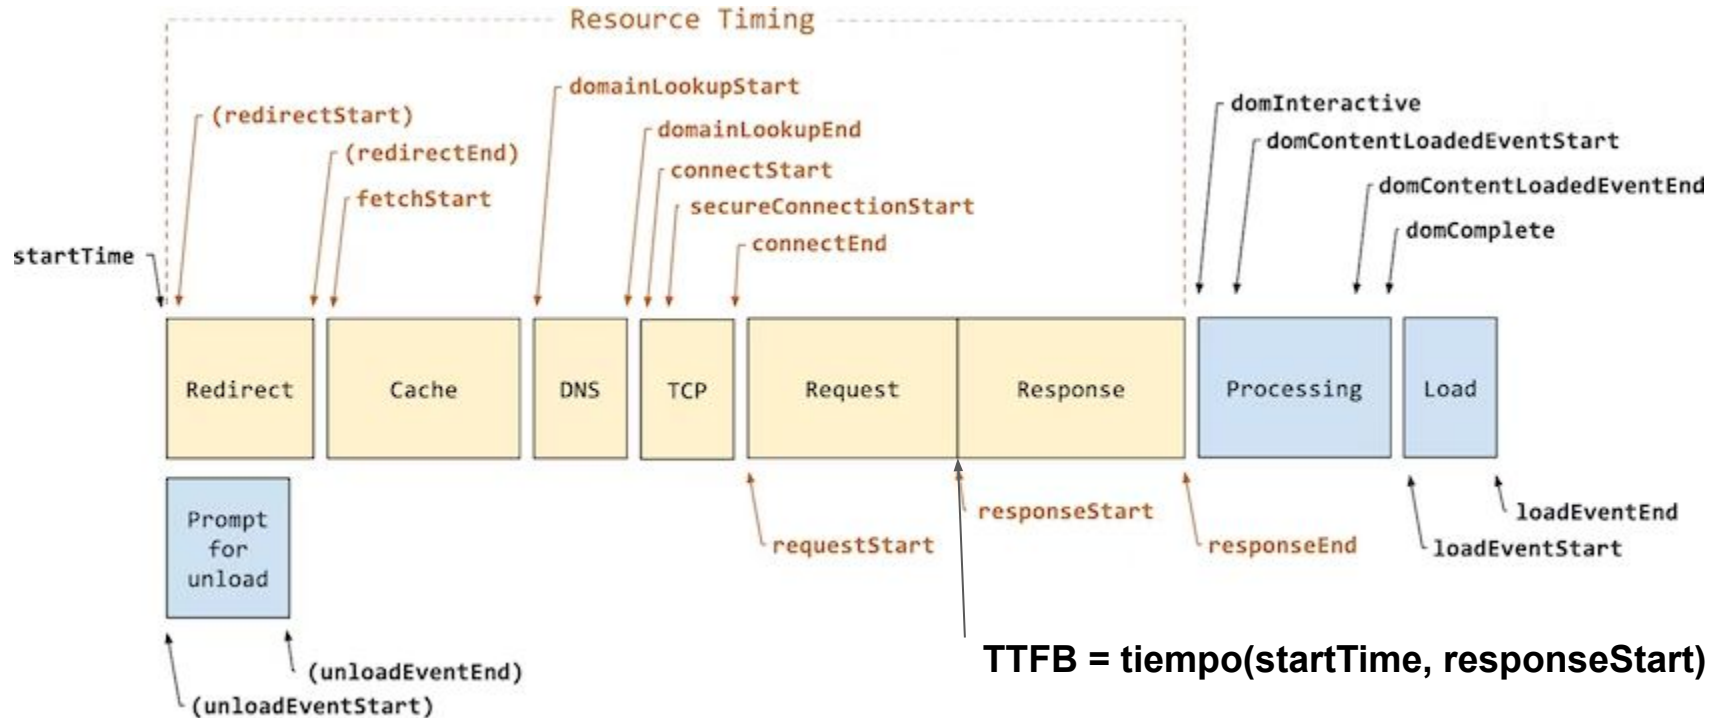 Resource Timing
domainLookupStart
domInteractive
(redirectStart)
domainLookupEnd
domContentLoadedEventStart
(redirectEnd)
connectStart
domContentLoadedEventEnd
fetchStart
secureConnectionStart
domComplete
connectEnd
startTime
Redirect
Cache
DNS
TCP
Request
Response
Processing
Load
Prompt
for
unload
responseStart
loadEventEnd
requestStart
responseEnd
loadEventStart
TTFB = tiempo(startTime, responseStart)
(unloadEventEnd)
(unloadEventStart)